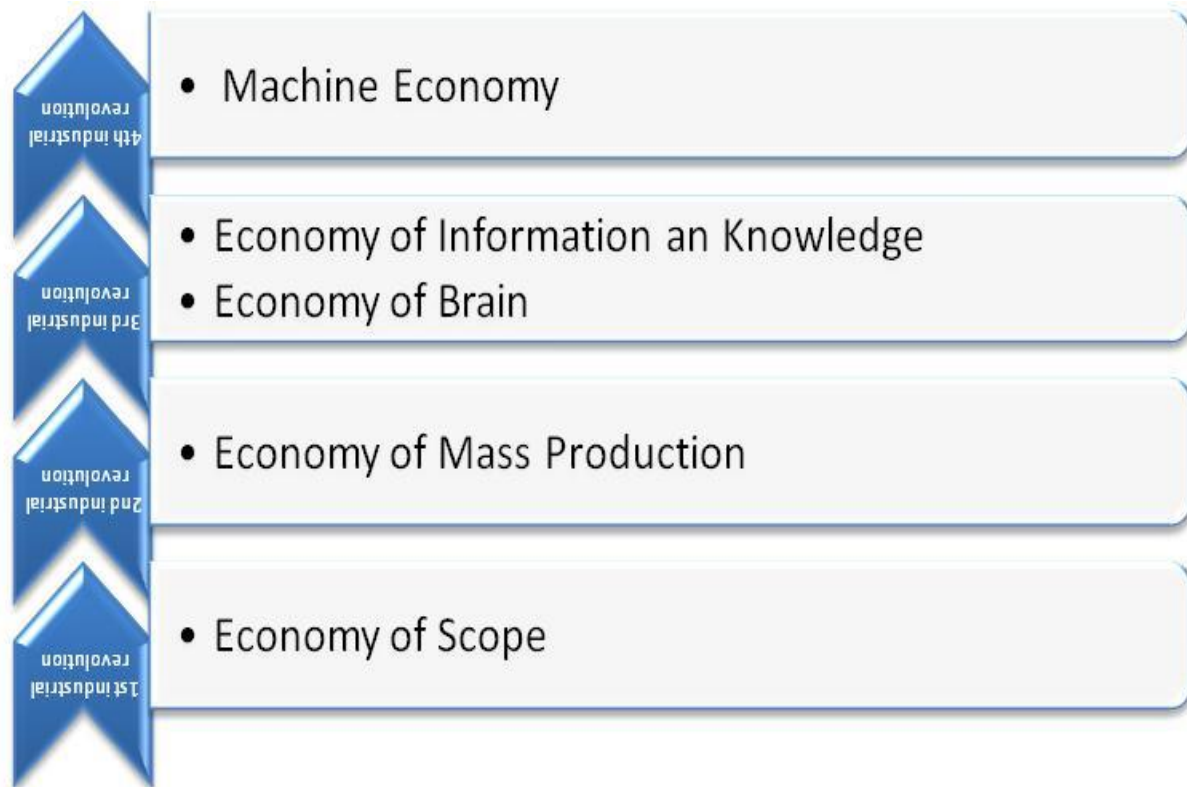 4th industrial
revolution
• Machine Economy
3rd industrial
revolution
• Economy of Information an Knowledge
• Economy of Brain
2nd industrial
revolution
• Economy of Mass Production
1st industrial
revolution
• Economy of Scope